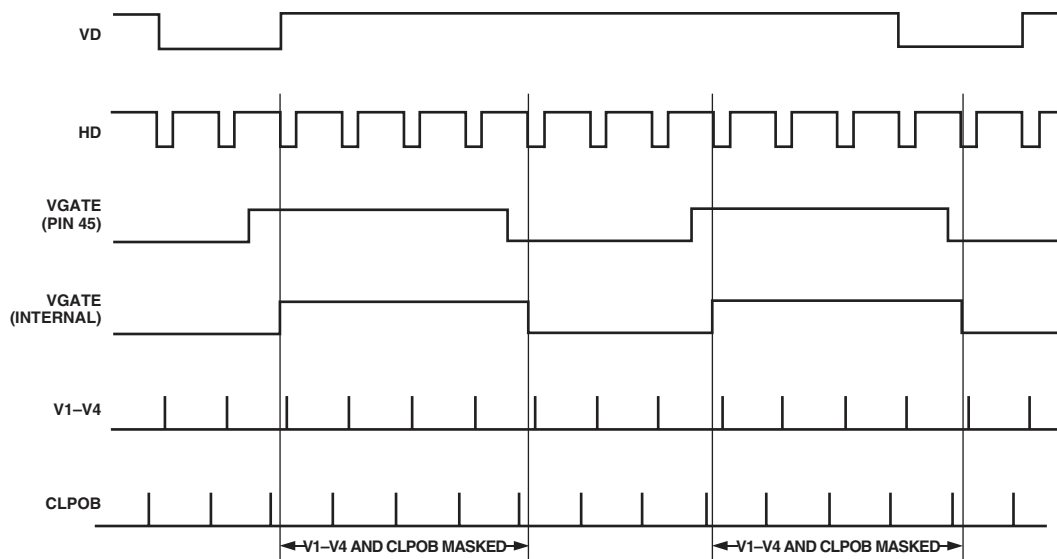 VD
HD
VGATE
(PIN 45)
VGATE
(INTERNAL)
V1–V4
CLPOB
V1–V4 AND CLPOB MASKED
V1–V4 AND CLPOB MASKED